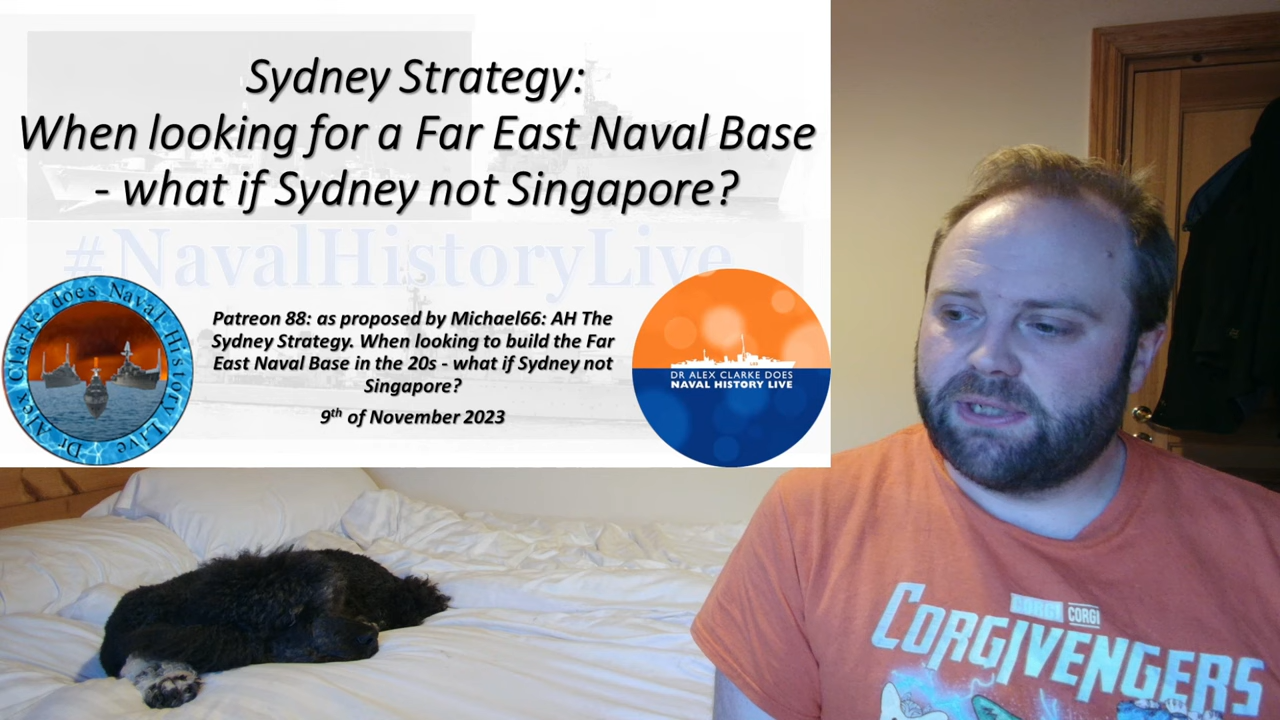 Sydney Strategy:
When looking for a Far East Naval Base
- what if Sydney not Singapore?
#NavalHistoryLive
Patreon 88: as proposed by Michael66: AH The
Sydney Strategy. When looking to build the Far
East Naval Base in the 20s - what if Sydney not
Singapore?
9th of November 2023
Dr Alex Clarke does Naval History Live
DR ALEX CLARKE DOES
NAVAL HISTORY LIVE
CORGI CORGI
CORGIVENGERS